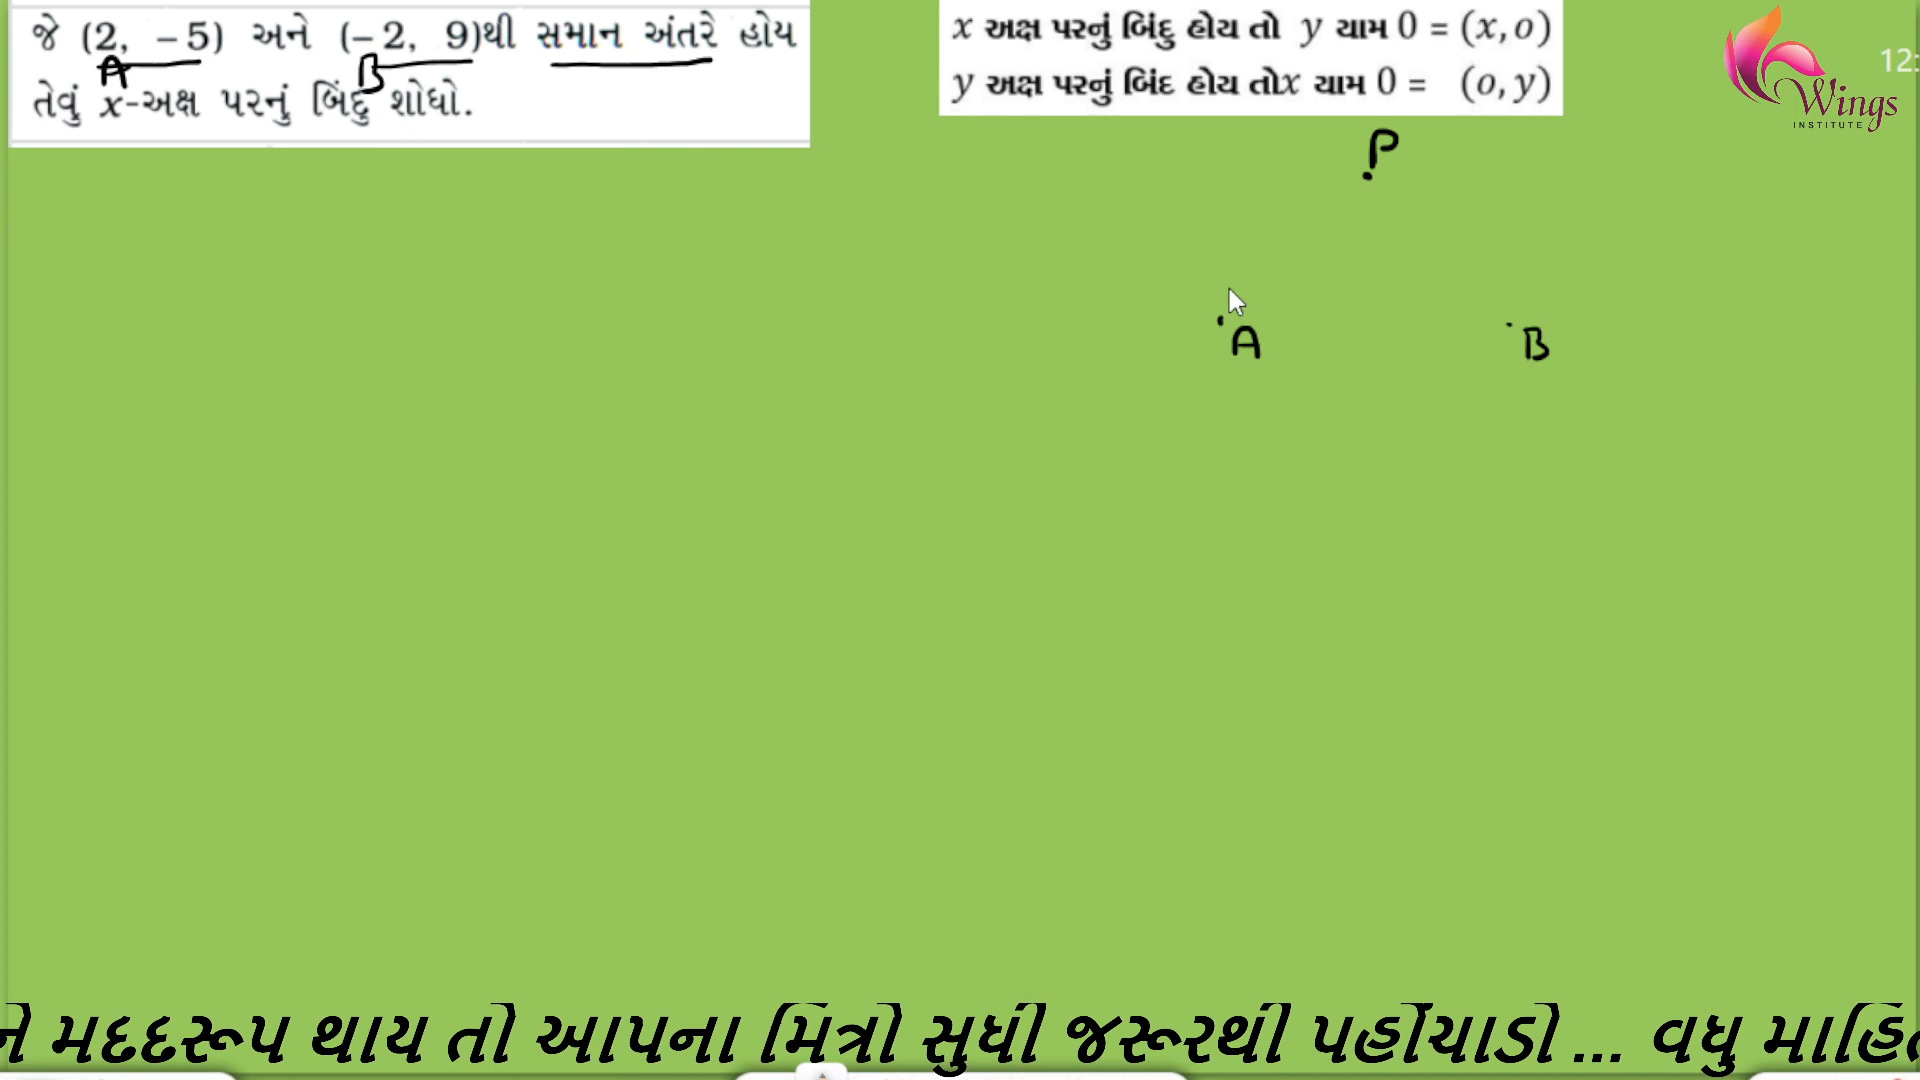 જે (2, – 5) અને (– 2, 9)થી સમાન અંતરે હોય
A B
તેવું x-અક્ષ પરનું બિંદુ શોધો.
x અક્ષ પરનું બિંદુ હોય તો y યામ 0 = (x, o)
y અક્ષ પરનું બિંદ હોય તોx યામ 0 = (o, y)
Wings
INSTITUTE
12:
P
A B
મદદરૂપ થાય તો આપના મિત્રો સુધી જરૂરથી પહોંચાડો ... વધુ